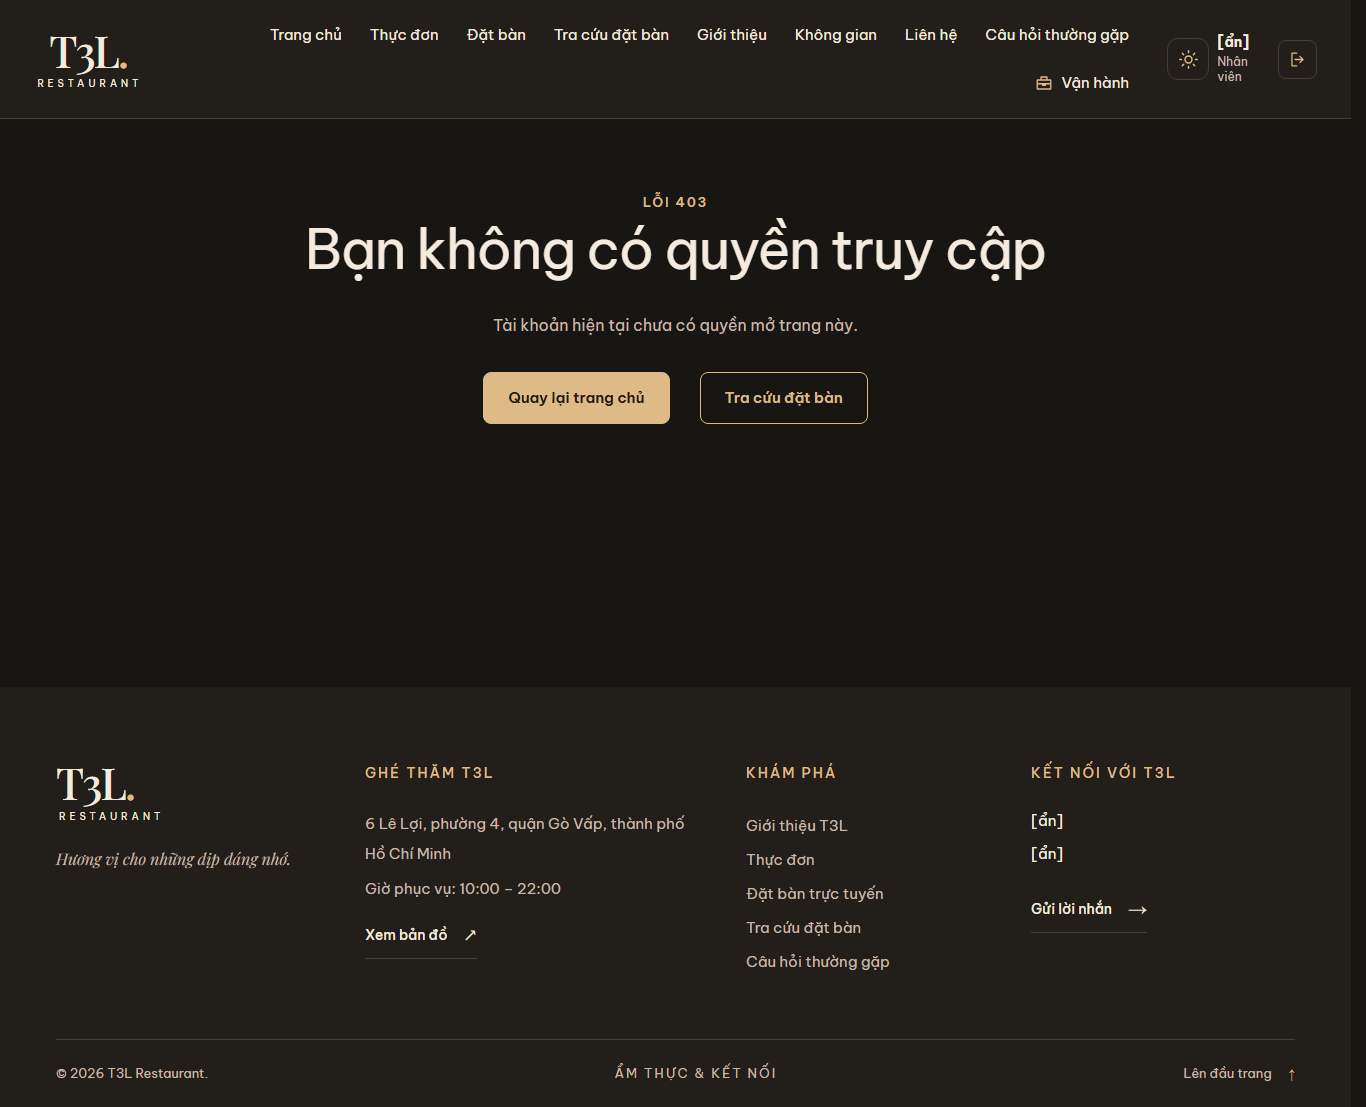 T3L.
RESTAURANT
Trang chủ
Thực đơn
Đặt bàn
Tra cứu đặt bàn
Giới thiệu
Không gian
Liên hệ
Câu hỏi thường gặp
Vận hành
[ẩn]
Nhân
viên
LỖI 403
Bạn không có quyền truy cập
Tài khoản hiện tại chưa có quyền mở trang này.
Quay lại trang chủ
Tra cứu đặt bàn
T3L.
RESTAURANT
Hương vị cho những dịp đáng nhớ.
GHÉ THĂM T3L
6 Lê Lợi, phường 4, quận Gò Vấp, thành phố
Hồ Chí Minh
Giờ phục vụ: 10:00 – 22:00
Xem bản đồ ↗
KHÁM PHÁ
Giới thiệu T3L
Thực đơn
Đặt bàn trực tuyến
Tra cứu đặt bàn
Câu hỏi thường gặp
KẾT NỐI VỚI T3L
[ẩn]
[ẩn]
Gửi lời nhắn →
© 2026 T3L Restaurant.
ẨM THỰC & KẾT NỐI
Lên đầu trang ↑